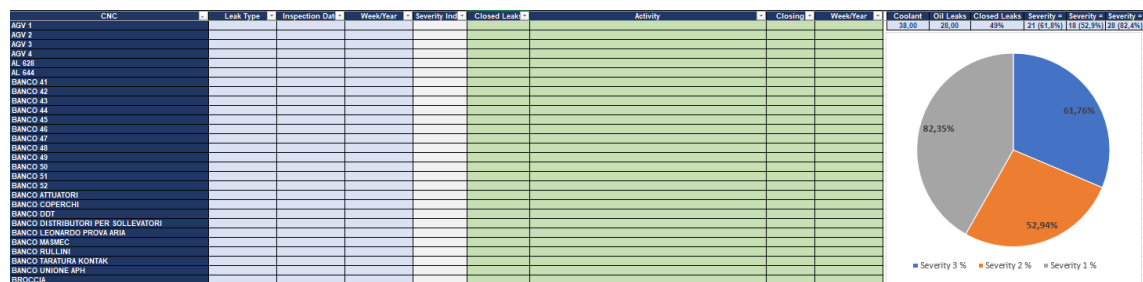 CNC Leak Type Inspection Dat Week/Year Severity Ind Closed Leaks Activity Closing Week/Year Coolant Oil Leaks Closed Leaks Severity = Severity = Severity =
38,00 28,00 49% 21 (61,8%) 18 (52,9%) 28 (82,4%)
AGV 1
AGV 2
AGV 3
AGV 4
AL 628
AL 644
BANCO 41
BANCO 42
BANCO 43
BANCO 44
BANCO 45
BANCO 46
BANCO 47
BANCO 48
BANCO 49
BANCO 50
BANCO 51
BANCO 52
BANCO ATTUATORI
BANCO COPERCHI
BANCO DDT
BANCO DISTRIBUTORI PER SOLLEVATORI
BANCO LEONARDO PROVA ARIA
BANCO MASMEC
BANCO RULLINI
BANCO TARATURA KONTAK
BANCO UNIONE APH
BROCCIA
61,76%
82,35%
52,94%
Severity 3 % Severity 2 % Severity 1 %